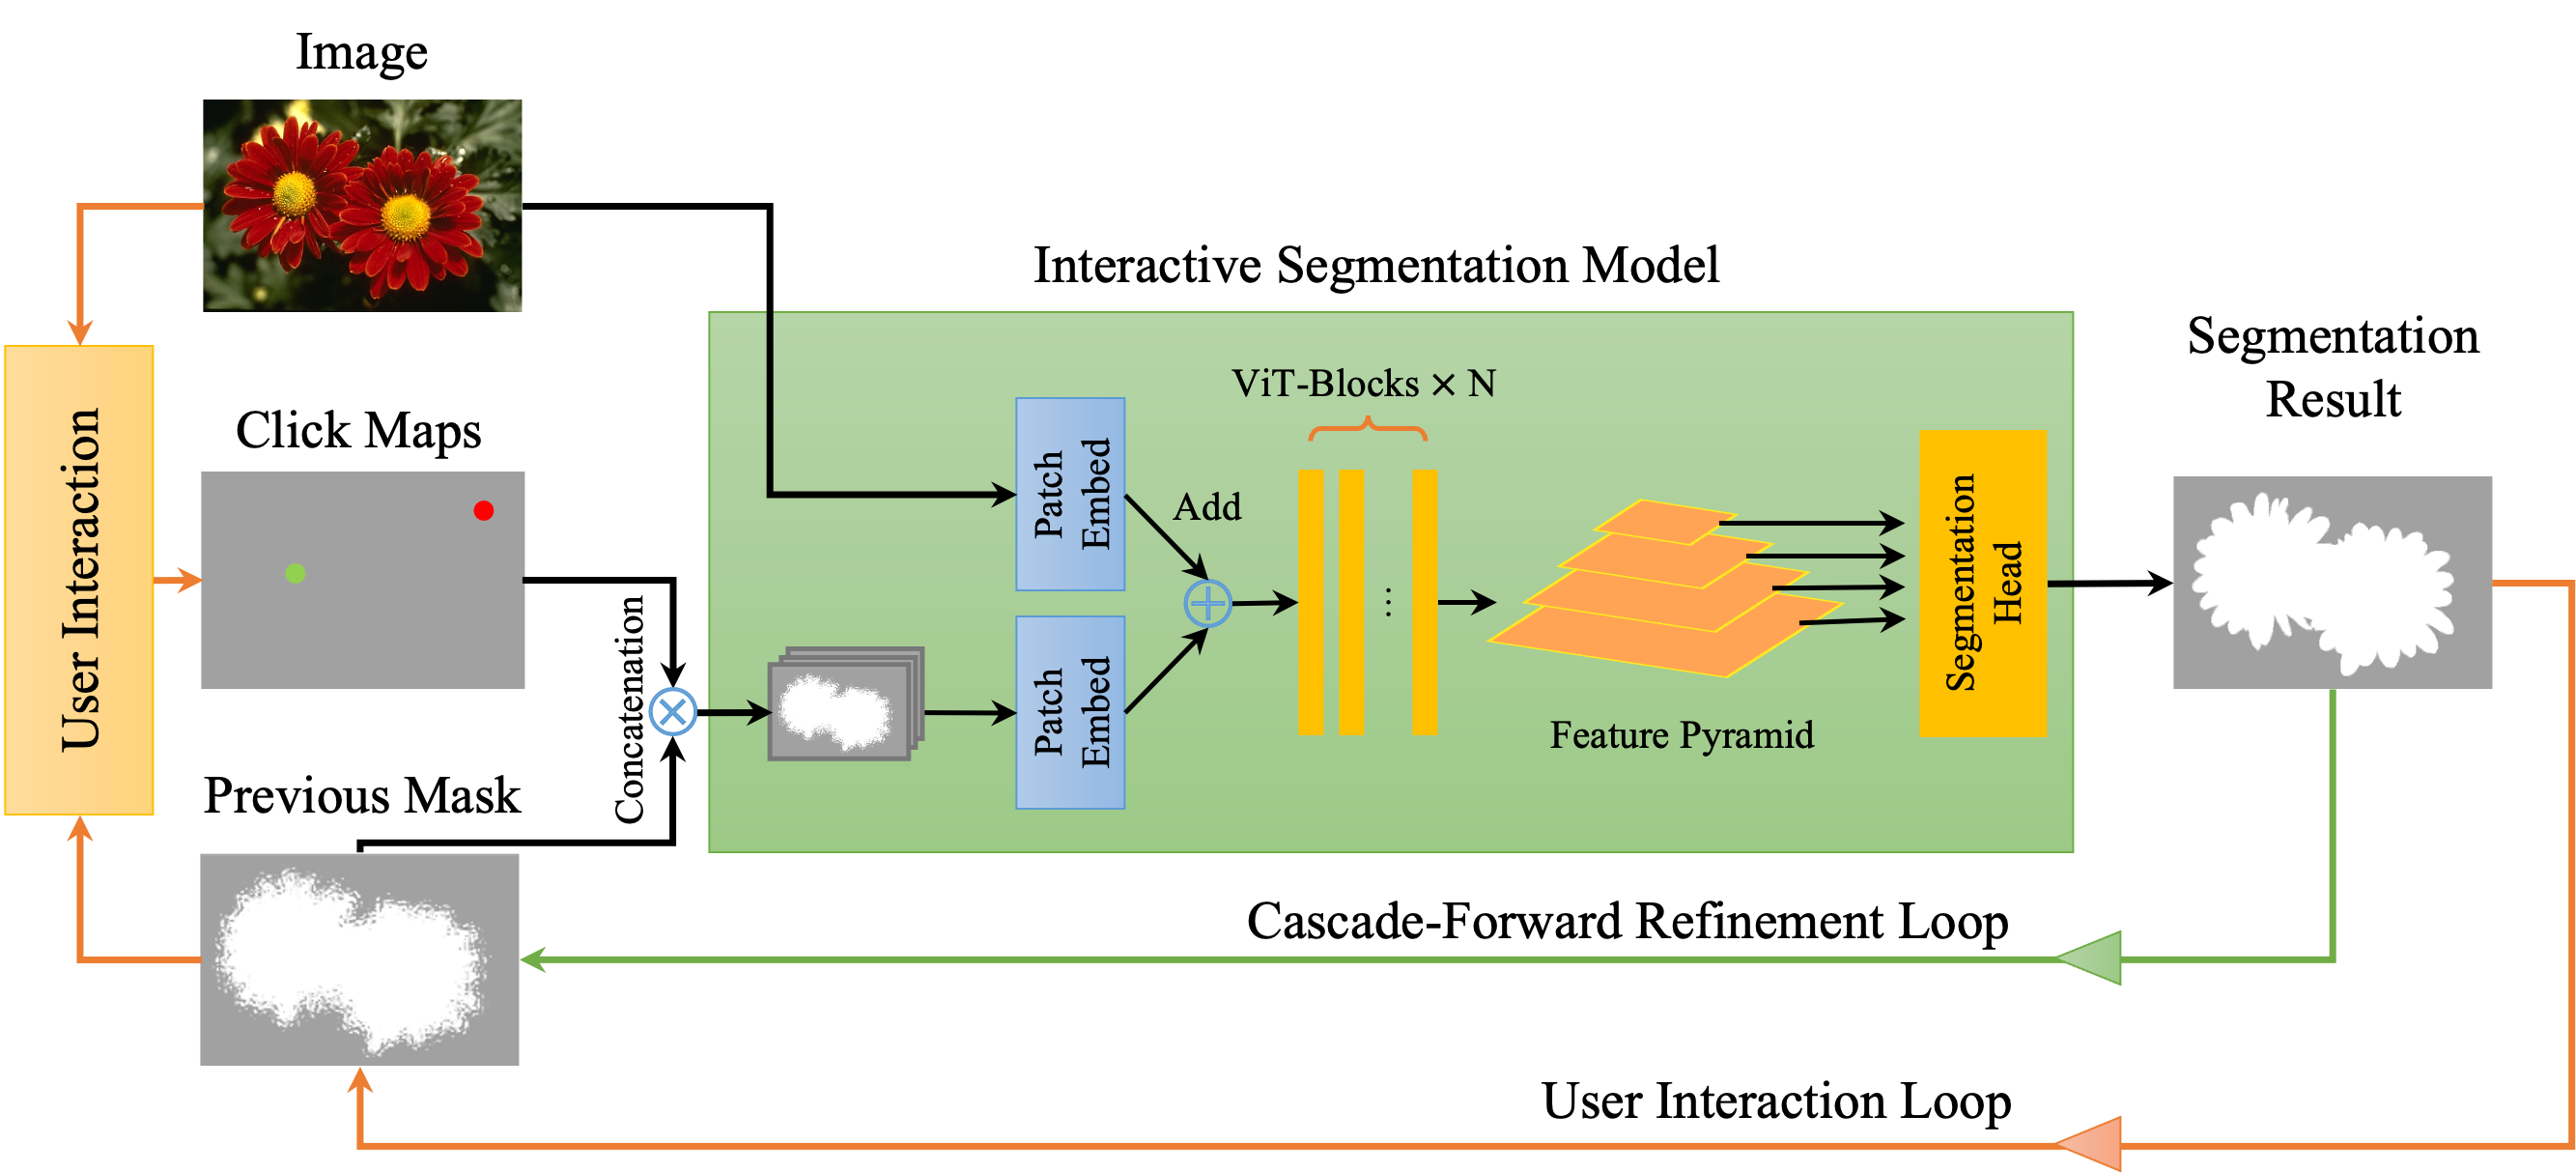 Image
Interactive Segmentation Model
Segmentation
Result
ViT-Blocks × N
Click Maps
User Interaction
Patch
Embed
Add
Segmentation
Head
Concatenation
Patch
Embed
...
Feature Pyramid
Previous Mask
Cascade-Forward Refinement Loop
User Interaction Loop